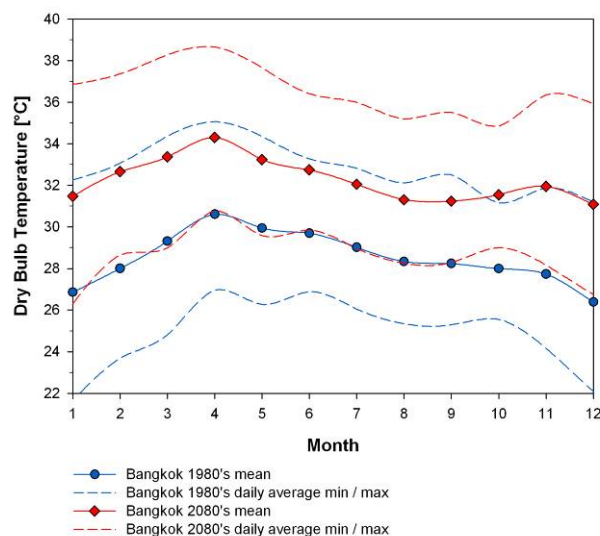 40
38
36
34
32
30
28
26
24
22
Dry Bulb Temperature [°C]
1 2 3 4 5 6 7 8 9 10 11 12
Month
Bangkok 1980's mean
Bangkok 1980's daily average min / max
Bangkok 2080's mean
Bangkok 2080's daily average min / max